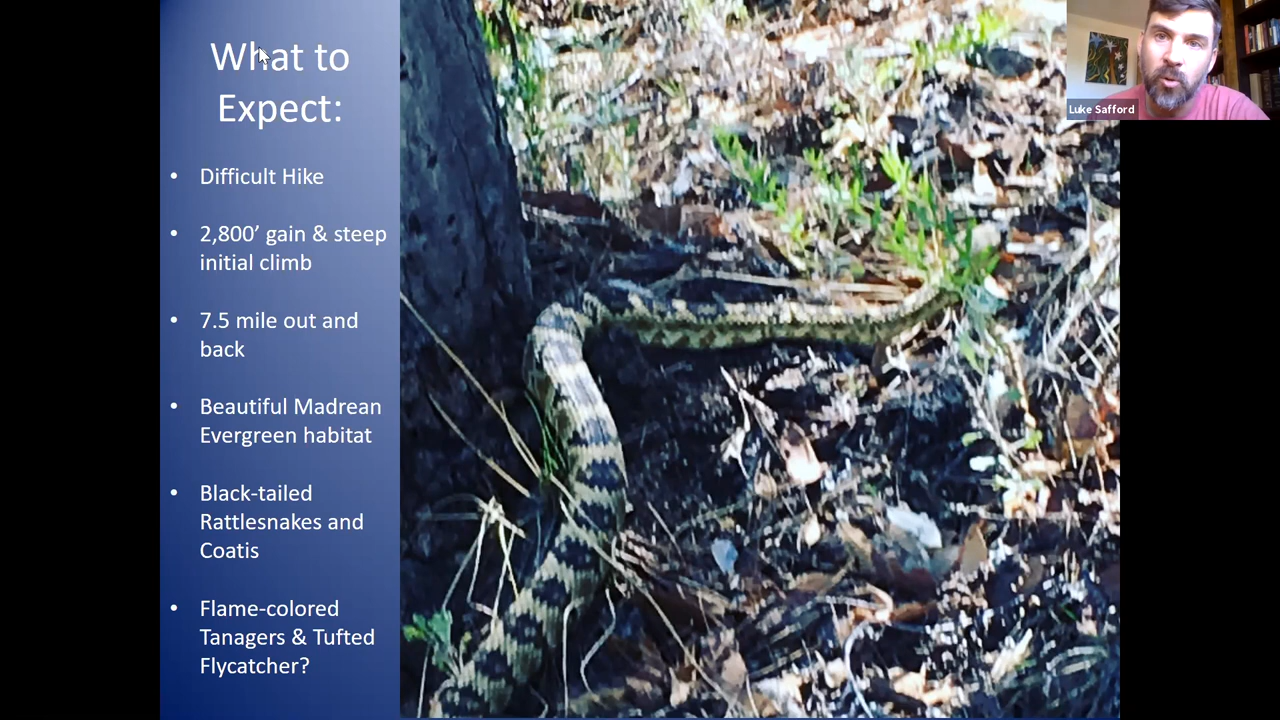 What to
Expect:
• Difficult Hike
• 2,800’ gain & steep
initial climb
• 7.5 mile out and
back
• Beautiful Madrean
Evergreen habitat
• Black-tailed
Rattlesnakes and
Coatis
• Flame-colored
Tanagers & Tufted
Flycatcher?
Luke Safford